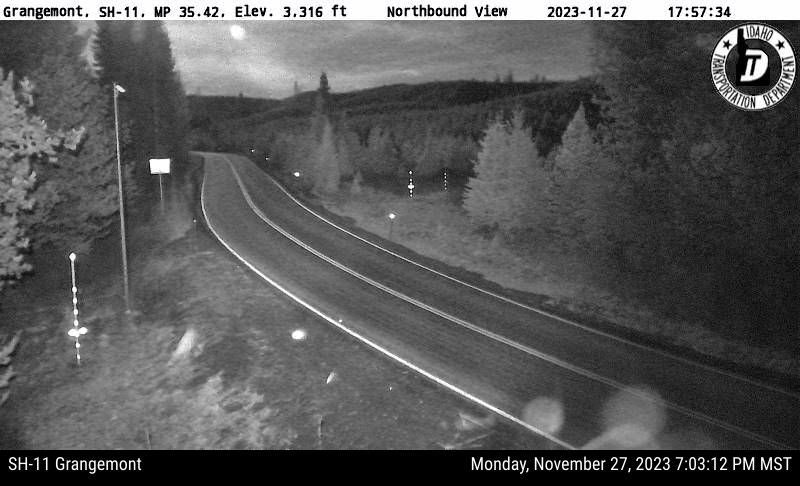 Grangemont, SH-11, MP 35.42, Elev. 3,316 ft Northbound View 2023-11-27 17:57:34
IDAHO
TRANSPORTATION DEPARTMENT
SH-11 Grangemont Monday, November 27, 2023 7:03:12 PM MST